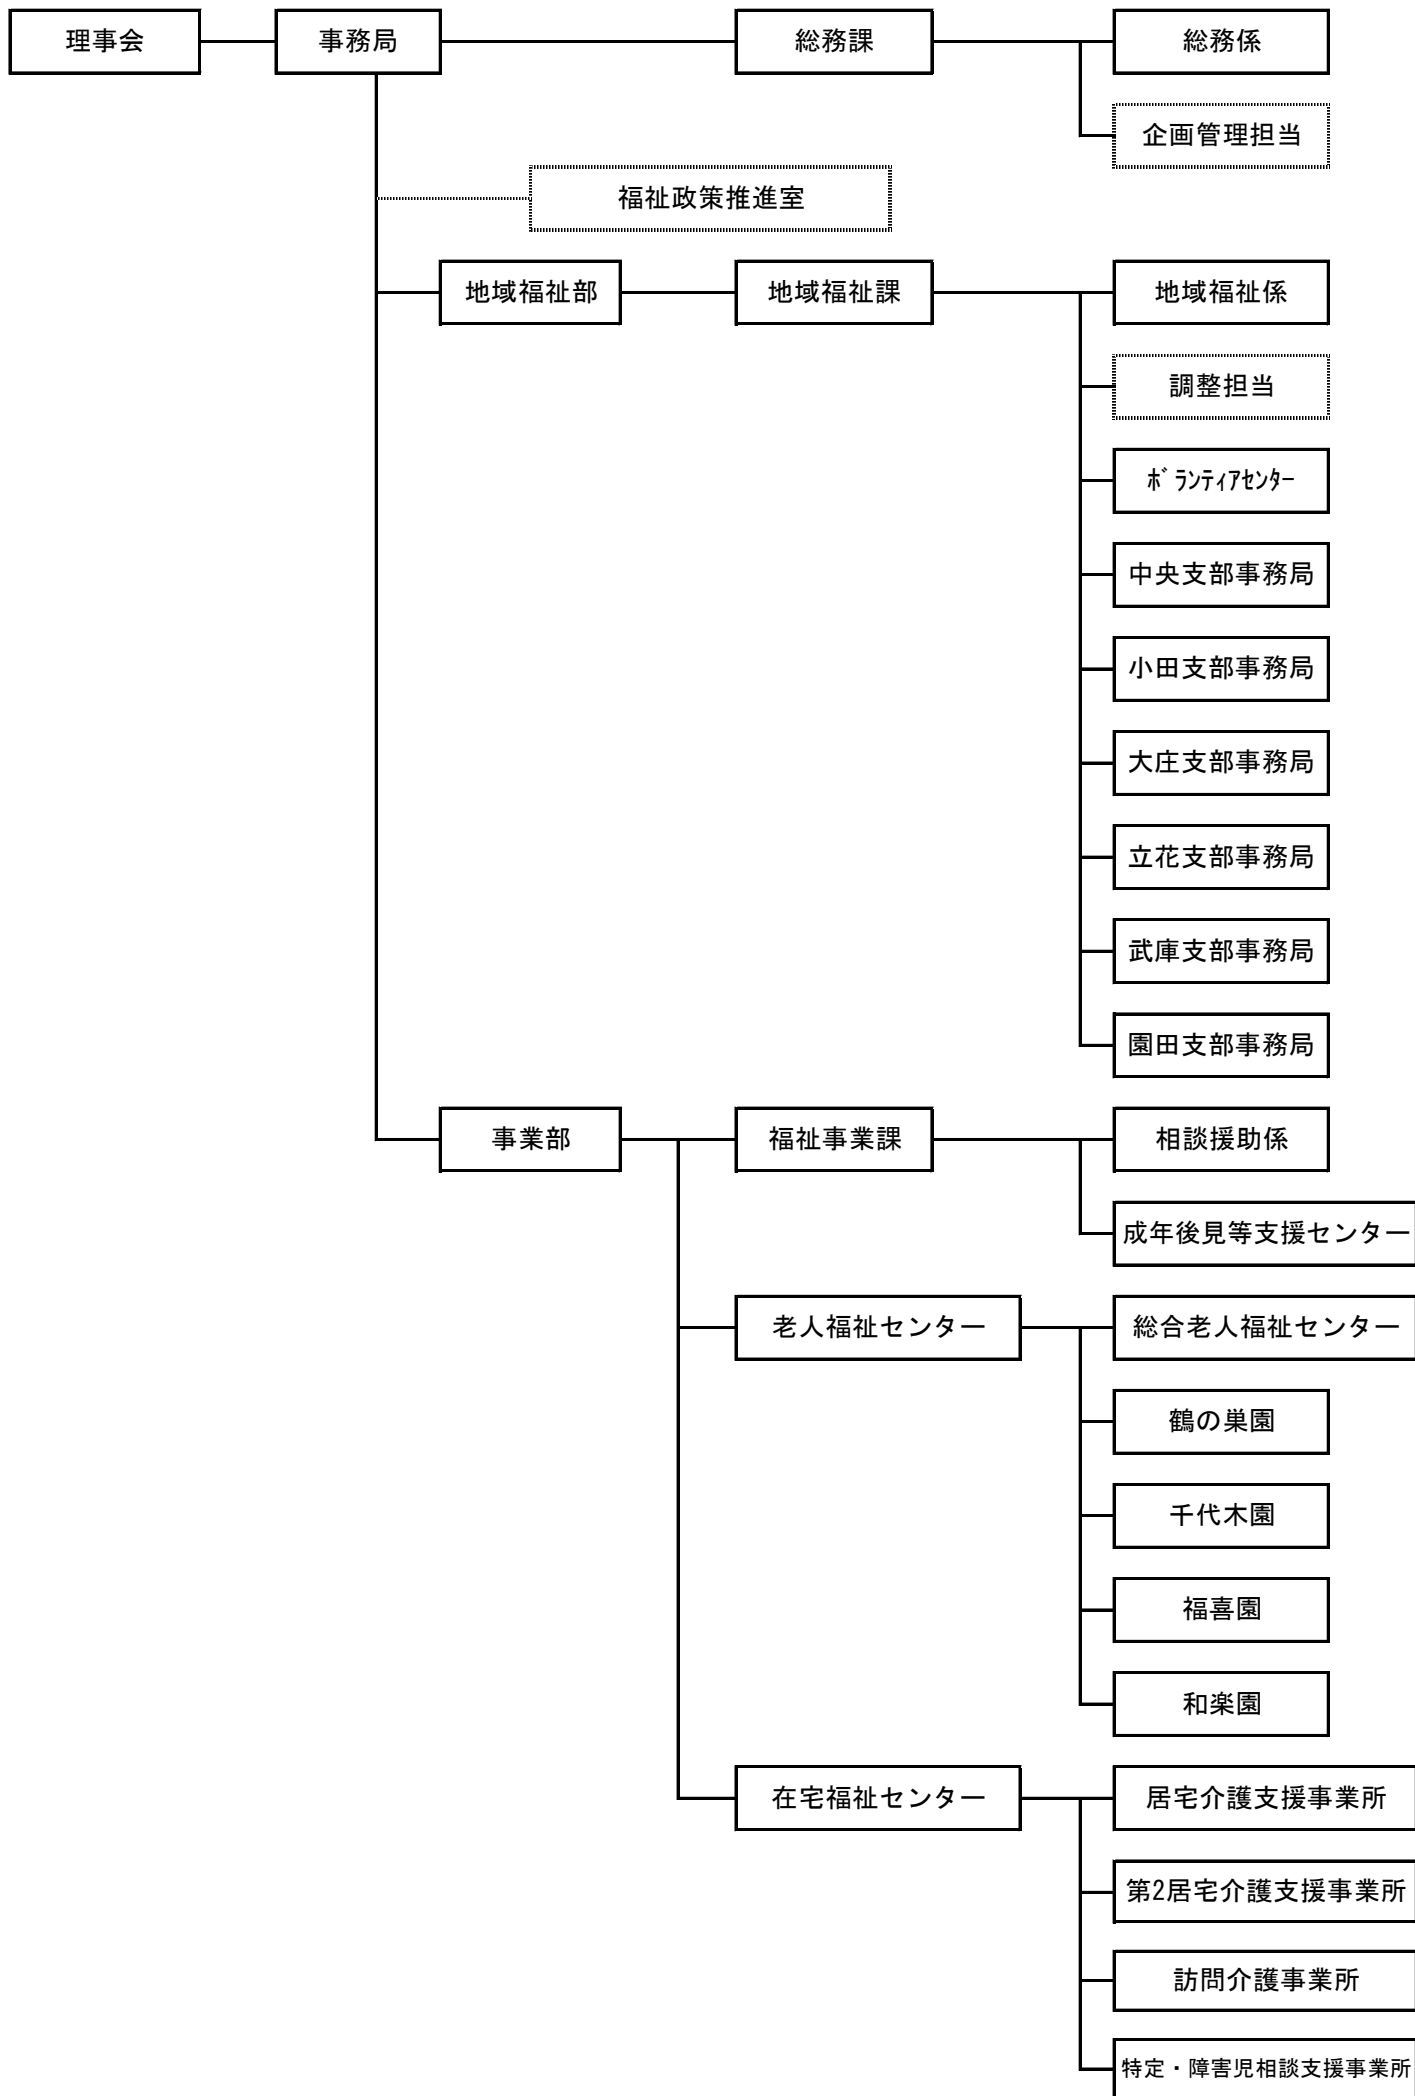 理事会
事務局
総務課
総務係
企画管理担当
福祉政策推進室
地域福祉部
地域福祉課
地域福祉係
調整担当
ﾎﾞﾗﾝﾃｨｱｾﾝﾀｰ
中央支部事務局
小田支部事務局
大庄支部事務局
立花支部事務局
武庫支部事務局
園田支部事務局
事業部
福祉事業課
相談援助係
成年後見等支援センター
老人福祉センター
総合老人福祉センター
鶴の巣園
千代木園
福喜園
和楽園
在宅福祉センター
居宅介護支援事業所
第2居宅介護支援事業所
訪問介護事業所
特定・障害児相談支援事業所